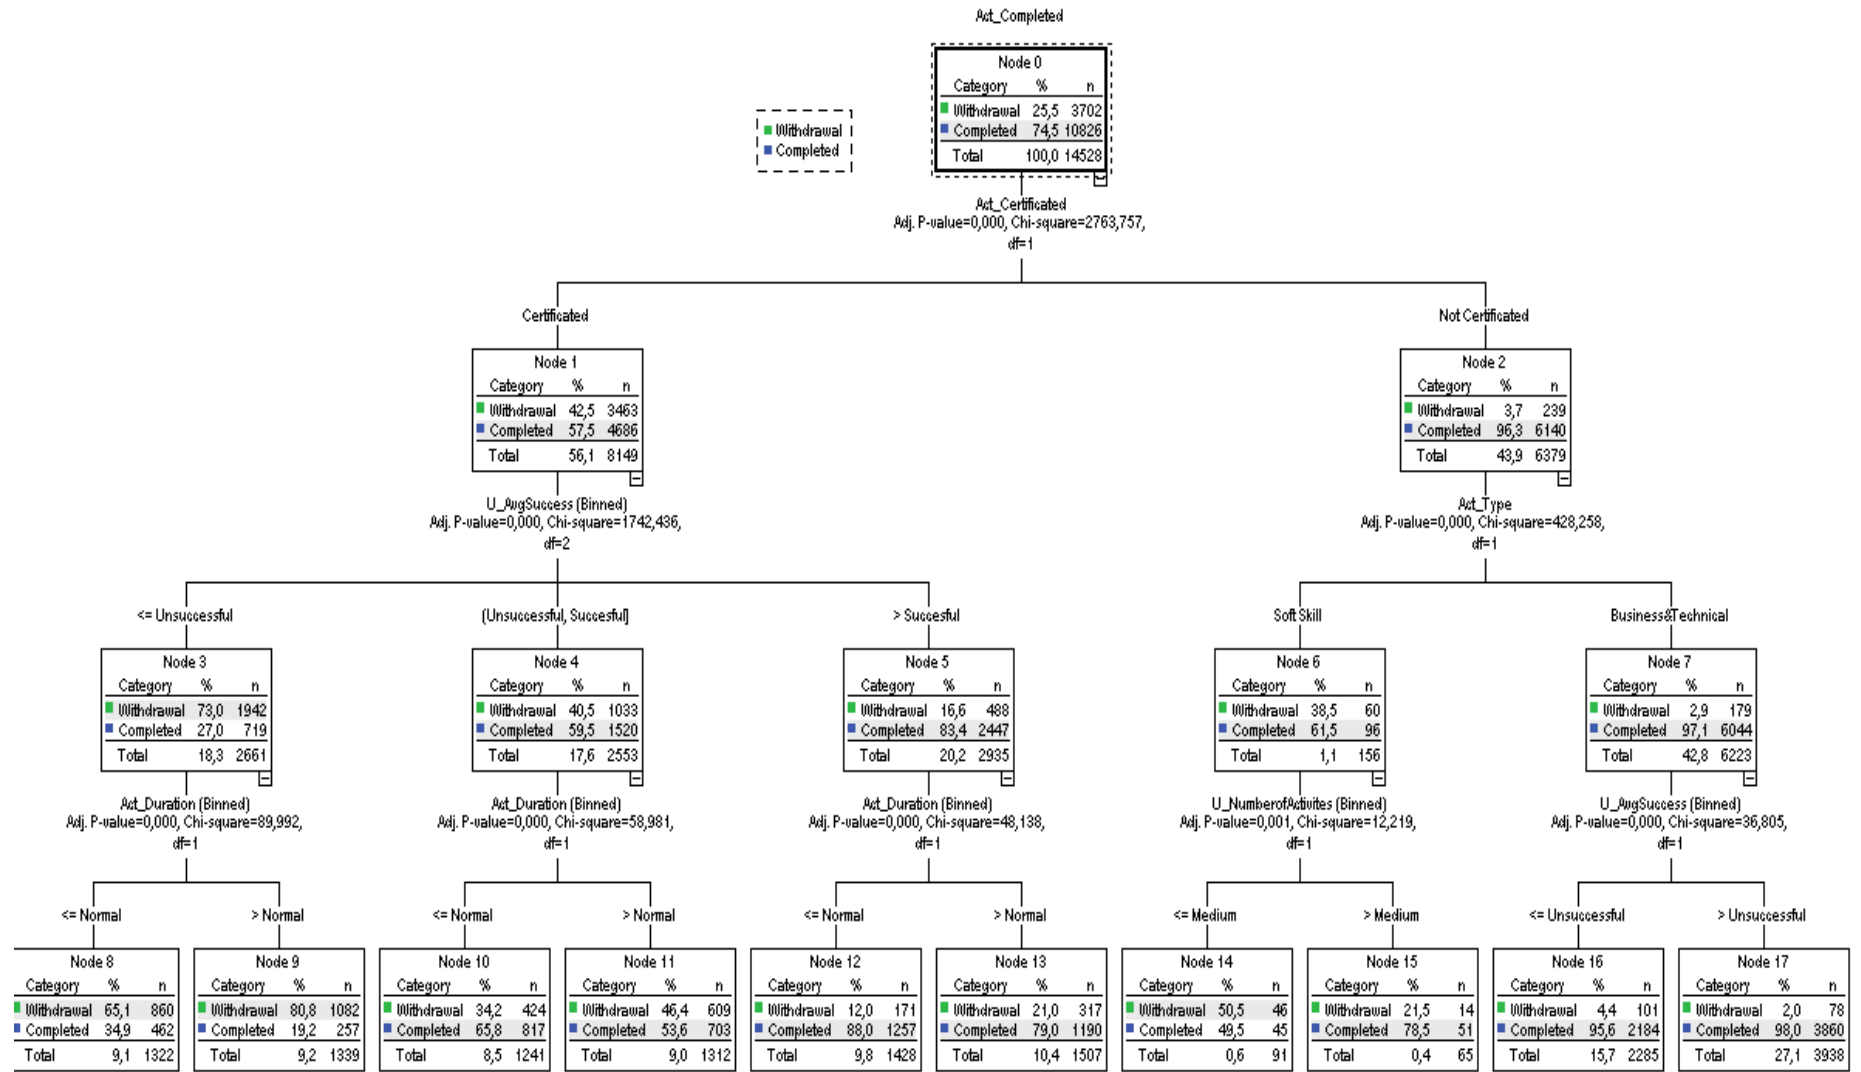 Act_Completed
Node 0
Category % n
Withdrawal 25,5 3702
Completed 74,5 10826
Total 100,0 14528
Withdrawal
Completed
Act_Certificated
Adj. P-value=0,000, Chi-square=2763,757,
df=1
Certificated
Not Certificated
Node 1
Category % n
Withdrawal 42,5 3463
Completed 57,5 4686
Total 56,1 8149
Node 2
Category % n
Withdrawal 3,7 239
Completed 96,3 6140
Total 43,9 6379
U_AvgSuccess (Binned)
Adj. P-value=0,000, Chi-square=1742,436,
df=2
Act_Type
Adj. P-value=0,000, Chi-square=428,258,
df=1
<= Unsuccessful
(Unsuccessful, Succesful]
> Succesful
Soft Skill
Business&Technical
Node 3
Category % n
Withdrawal 73,0 1942
Completed 27,0 719
Total 18,3 2661
Node 4
Category % n
Withdrawal 40,5 1033
Completed 59,5 1520
Total 17,6 2553
Node 5
Category % n
Withdrawal 16,6 488
Completed 83,4 2447
Total 20,2 2935
Node 6
Category % n
Withdrawal 38,5 60
Completed 61,5 96
Total 1,1 156
Node 7
Category % n
Withdrawal 2,9 179
Completed 97,1 6044
Total 42,8 6223
Act_Duration (Binned)
Adj. P-value=0,000, Chi-square=89,992,
df=1
Act_Duration (Binned)
Adj. P-value=0,000, Chi-square=58,981,
df=1
Act_Duration (Binned)
Adj. P-value=0,000, Chi-square=48,138,
df=1
U_NumberofActivites (Binned)
Adj. P-value=0,001, Chi-square=12,219,
df=1
U_AvgSuccess (Binned)
Adj. P-value=0,000, Chi-square=36,805,
df=1
<= Normal
> Normal
<= Normal
> Normal
<= Normal
> Normal
<= Medium
> Medium
<= Unsuccessful
> Unsuccessful
Node 8
Category % n
Withdrawal 65,1 860
Completed 34,9 462
Total 9,1 1322
Node 9
Category % n
Withdrawal 80,8 1082
Completed 19,2 257
Total 9,2 1339
Node 10
Category % n
Withdrawal 34,2 424
Completed 65,8 817
Total 8,5 1241
Node 11
Category % n
Withdrawal 46,4 609
Completed 53,6 703
Total 9,0 1312
Node 12
Category % n
Withdrawal 12,0 171
Completed 88,0 1257
Total 9,8 1428
Node 13
Category % n
Withdrawal 21,0 317
Completed 79,0 1190
Total 10,4 1507
Node 14
Category % n
Withdrawal 50,5 46
Completed 49,5 45
Total 0,6 91
Node 15
Category % n
Withdrawal 21,5 14
Completed 78,5 51
Total 0,4 65
Node 16
Category % n
Withdrawal 4,4 101
Completed 95,6 2184
Total 15,7 2285
Node 17
Category % n
Withdrawal 2,0 78
Completed 98,0 3860
Total 27,1 3938